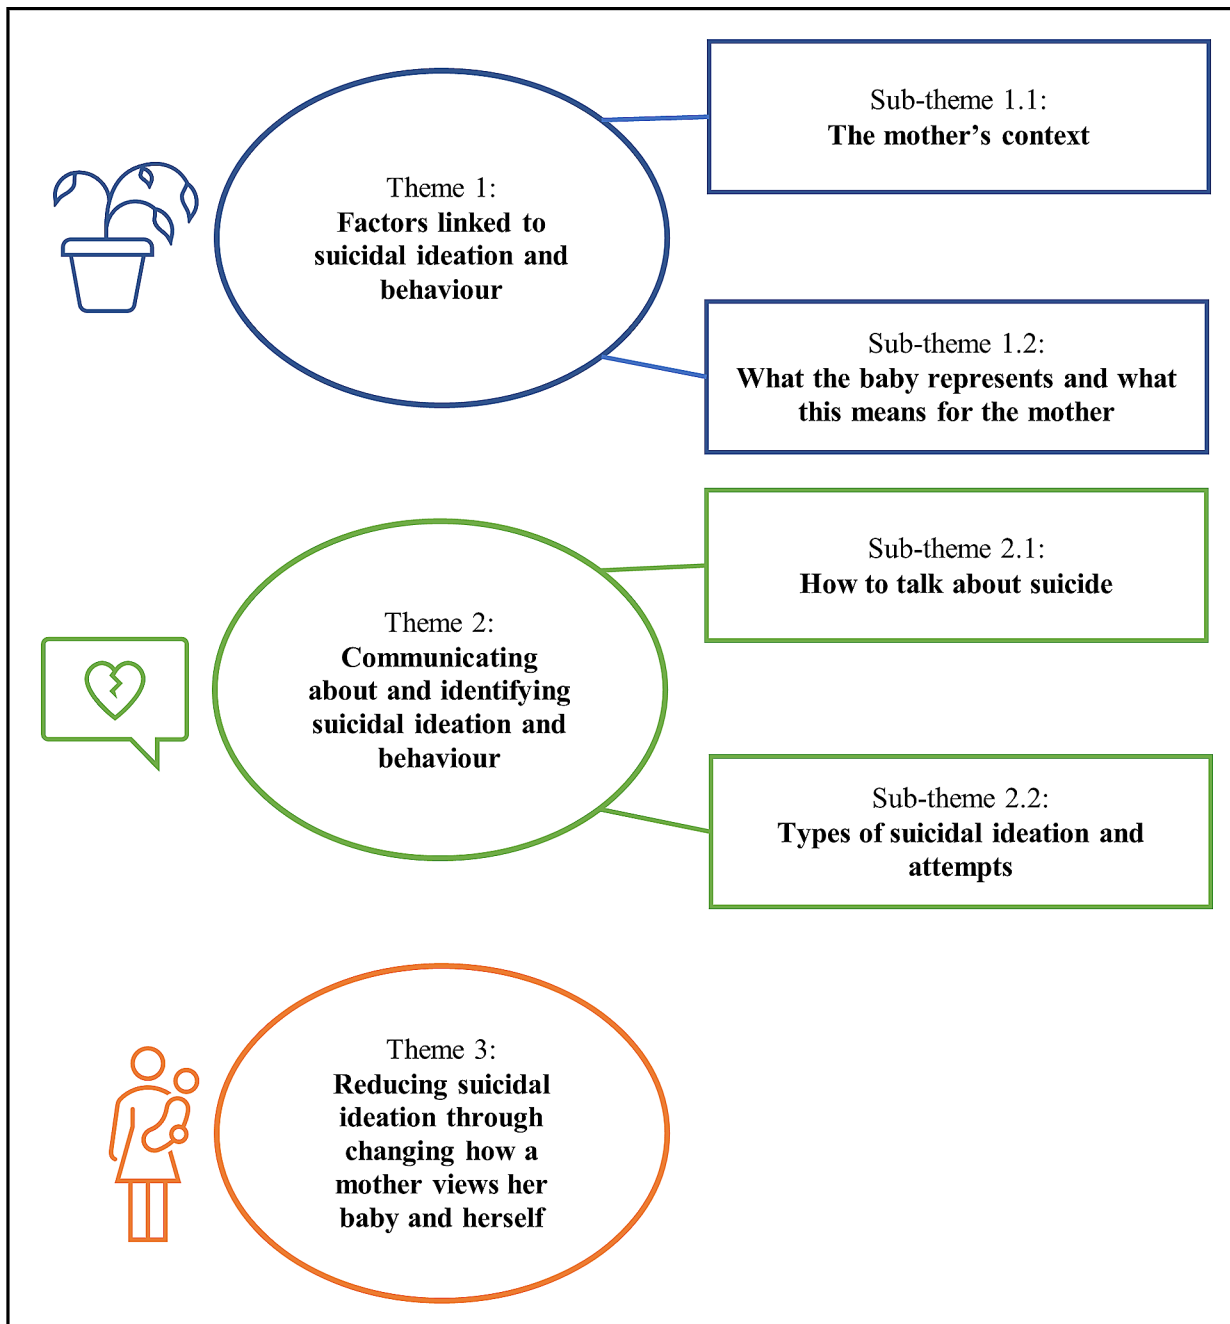 Sub-theme 1.1:
The mother’s context
Theme 1:
Factors linked to
suicidal ideation and
behaviour
Sub-theme 1.2:
What the baby represents and what
this means for the mother
Sub-theme 2.1:
How to talk about suicide
Theme 2:
Communicating
about and identifying
suicidal ideation and
behaviour
Sub-theme 2.2:
Types of suicidal ideation and
attempts
Theme 3:
Reducing suicidal
ideation through
changing how a
mother views her
baby and herself